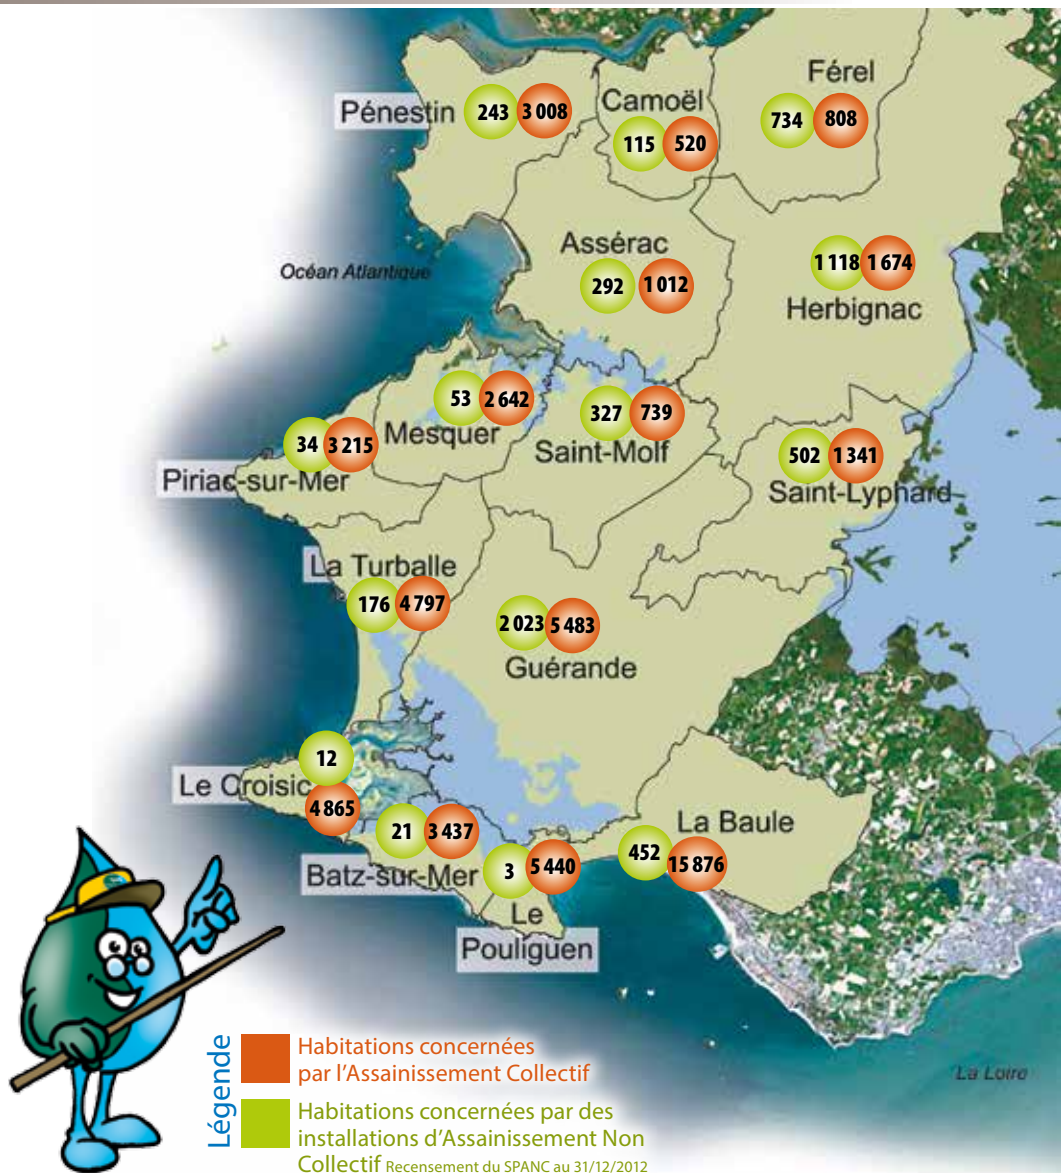 Férel
734 808
Camoël
115 520
Pénestin 243 3 008
Assérac
292 1 012
Océan Atlantique
1 118 1 674
Herbignac
53 2 642
Mesquer
327 739
Saint-Molf
34 3 215
Piriac-sur-Mer
502 1 341
Saint-Lyphard
La Turballe
176 4 797
2 023 5 483
Guérande
12
Le Croisic
4 865
21 3 437
Batz-sur-Mer
3 5 440
Le
Pouliguen
La Baule
452 15 876
La Loire
Légende
Habitations concernées
par l'Assainissement Collectif
Habitations concernées par des
installations d'Assainissement Non
Collectif Recensement du SPANC au 31/12/2012